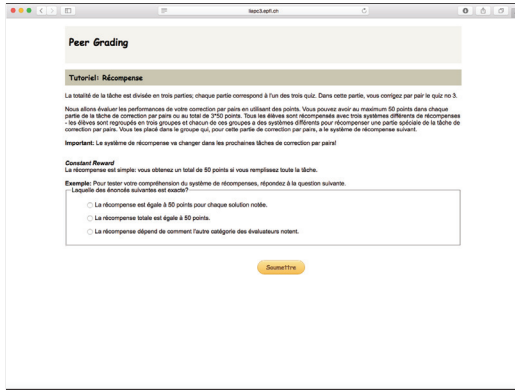 iiapc3.epfl.ch
Peer Grading
Tutoriel: Récompense
La totalité de la tâche est divisée en trois parties; chaque partie correspond à l'un des trois quiz. Dans cette partie, vous corrigez par pair le quiz no 3.
Nous allons évaluer les performances de votre correction par pairs en utilisant des points. Vous pouvez avoir au maximum 50 points dans chaque
partie de la tâche de correction par pairs ou au total de 3*50 points. Tous les élèves sont récompensés avec trois systèmes différents de récompenses
- les élèves sont regroupés en trois groupes et chacun de ces groupes a des systèmes différents pour récompenser une partie spéciale de la tâche de
correction par pairs. Vous tes placé dans le groupe qui, pour cette partie de correction par pairs, a le système de récompense suivant.
Important: Le système de récompense va changer dans les prochaines tâches de correction par pairs!
Constant Reward
La récompense est simple: vous obtenez un total de 50 points si vous remplissez toute la tâche.
Exemple: Pour tester votre compréhension du système de récompenses, répondez à la question suivante.
Laquelle des énoncés suivantes est exacte?
La récompense est égale à 50 points pour chaque solution notée.
La récompense totale est égale à 50 points.
La récompense dépend de comment l'autre catégorie des évaluateurs notent.
Soumettre